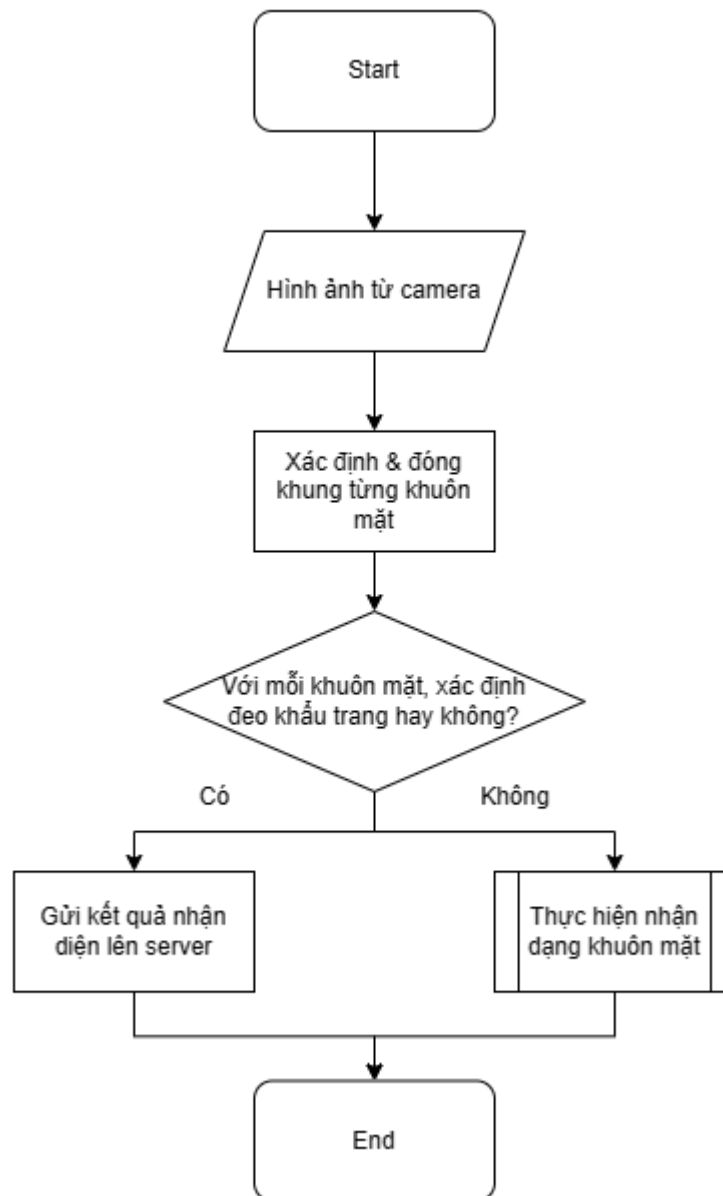 Start
Hình ảnh từ camera
Xác định & đóng
khung từng khuôn
mặt
Với mỗi khuôn mặt, xác định
đeo khẩu trang hay không?
Có
Không
Gửi kết quả nhận
diện lên server
Thực hiện nhận
dạng khuôn mặt
End